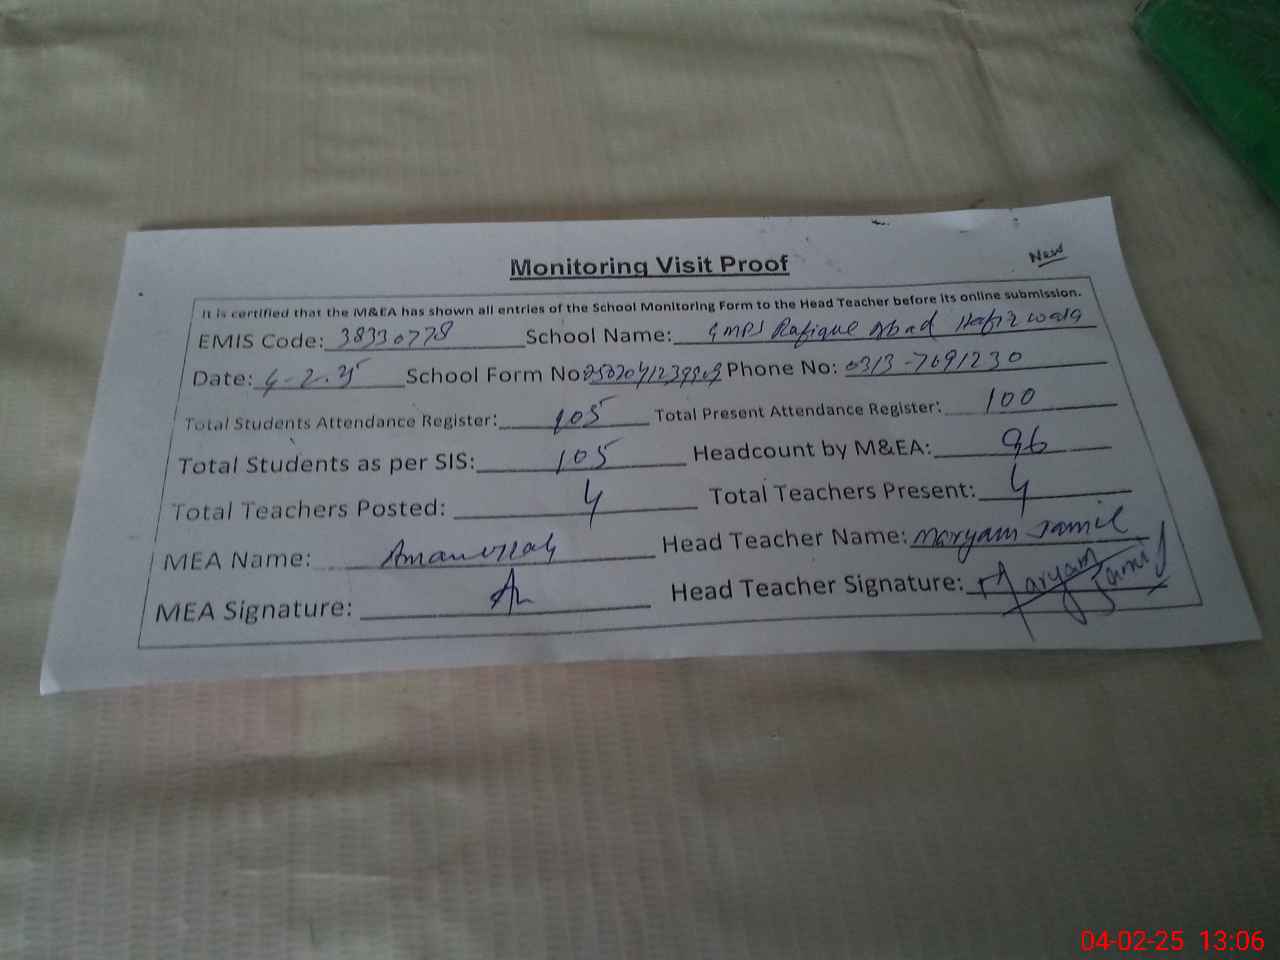 New
Monitoring Visit Proof
It is certified that the M&EA has shown all entries of the School Monitoring Form to the Head Teacher before its online submission.
EMIS Code: 38330778 School Name: GMPS Rafique Abad Hafiz wala
Date: 4-2.25 School Form No: Phone No: 0313-7691230
Total Students Attendance Register: 105 Total Present Attendance Register: 100
Total Students as per SIS: 105 Headcount by M&EA: 96
Total Teachers Posted: 4 Total Teachers Present: 4
MEA Name: Amanullah Head Teacher Name: Maryam Jamil
MEA Signature: Head Teacher Signature: Maryam Jamil
04-02-25 13:06